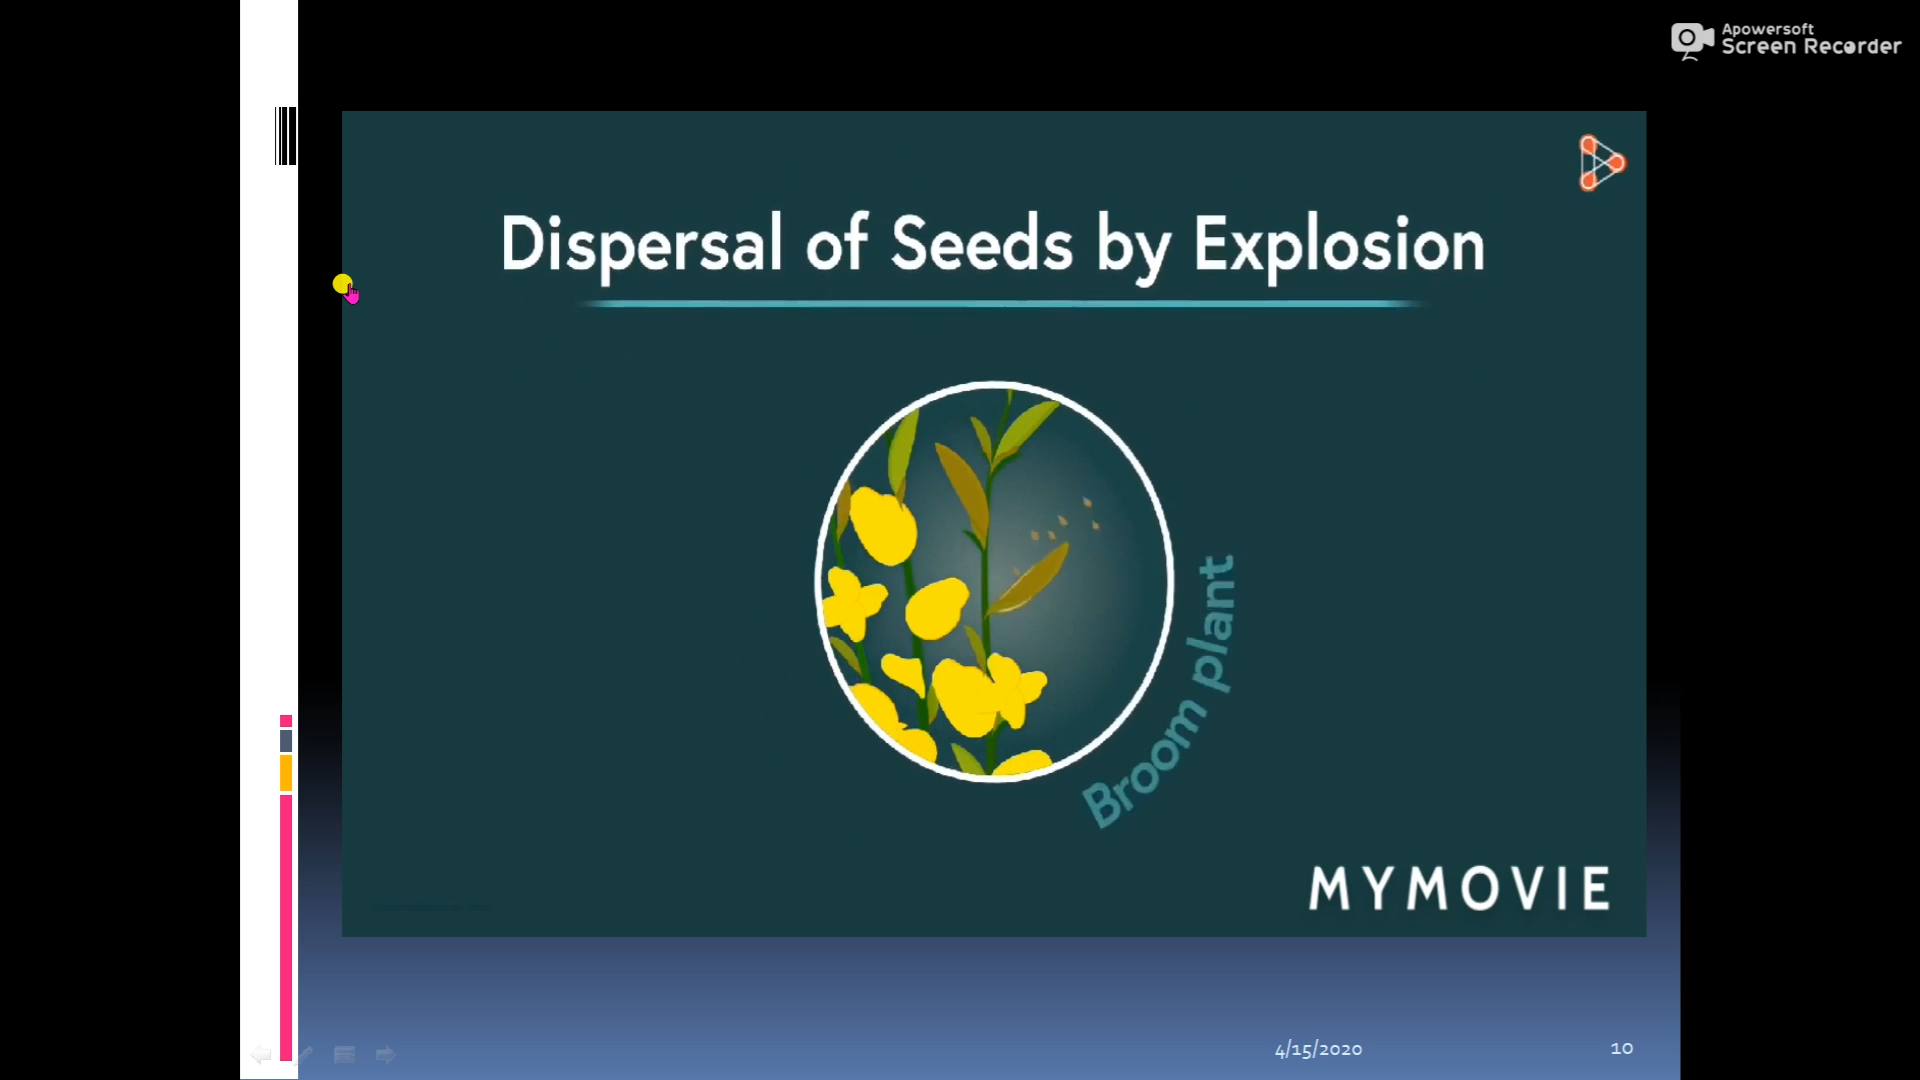 Apowersoft
Screen Recorder
Dispersal of Seeds by Explosion
Broom plant
MYMOVIE
4/15/2020
10